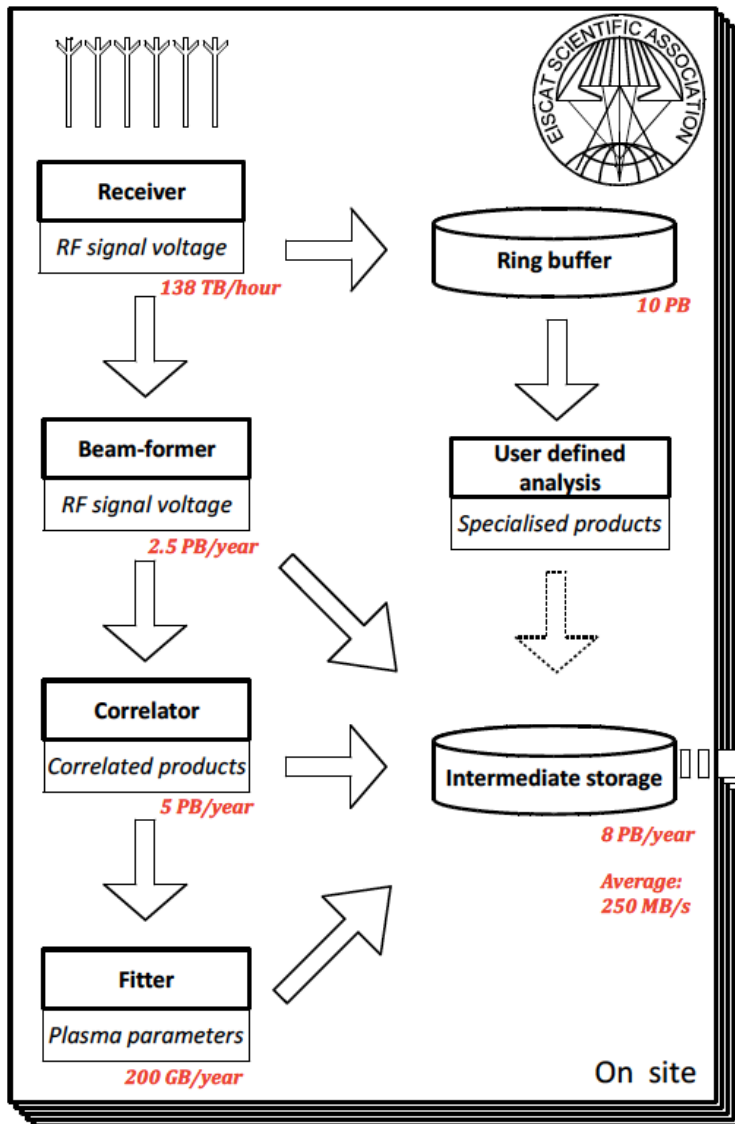 EISCAT SCIENTIFIC ASSOCIATION
Receiver
RF signal voltage
138 TB/hour
Ring buffer
10 PB
Beam-former
RF signal voltage
2.5 PB/year
User defined
analysis
Specialised products
Correlator
Correlated products
5 PB/year
Intermediate storage
8 PB/year
Average:
250 MB/s
Fitter
Plasma parameters
200 GB/year
On site